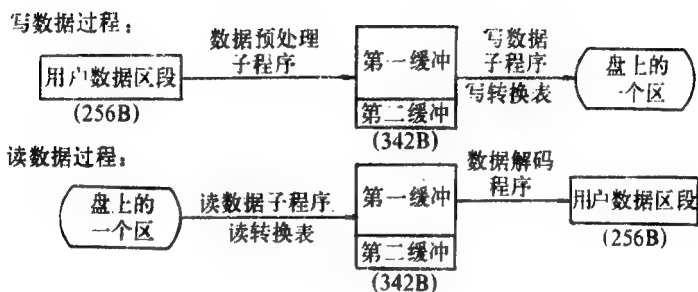 写数据过程：
数据预处理
子程序
用户数据区段
(256B)
第一缓冲
第二缓冲
(342B)
写数据
子程序
写转换表
盘上的
一个区
读数据过程：
盘上的
一个区
读数据子程序
读转换表
第一缓冲
第二缓冲
(342B)
数据解码
程序
用户数据区段
(256B)